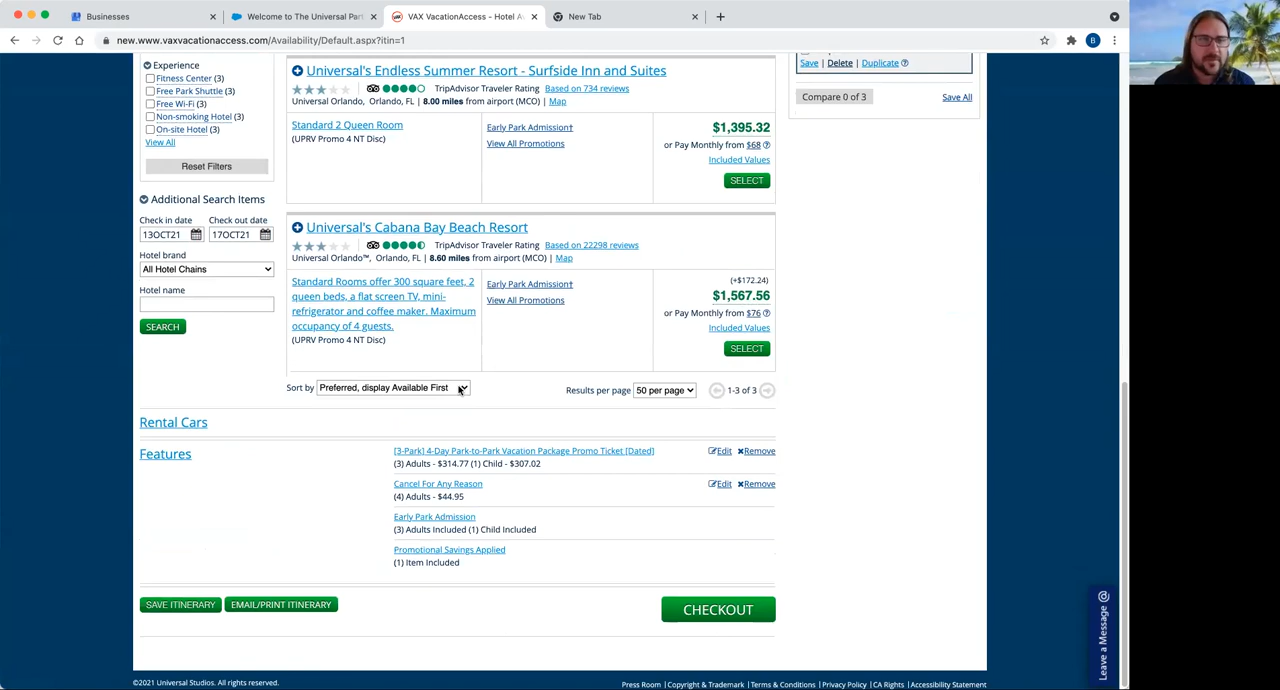 Businesses
Welcome to The Universal Par
VAX VacationAccess - Hotel A
New Tab
new.www.vaxvacationaccess.com/Availability/Default.aspx?itin=1
B
Experience
Fitness Center (3)
Free Park Shuttle (3)
Free Wi-Fi (3)
Non-smoking Hotel (3)
On-site Hotel (3)
View All
Reset Filters
Additional Search Items
Check in date Check out date
13OCT21 17OCT21
Hotel brand
All Hotel Chains
Hotel name
SEARCH
Universal's Endless Summer Resort - Surfside Inn and Suites
TripAdvisor Traveler Rating Based on 734 reviews
Universal Orlando, Orlando, FL | 8.00 miles from airport (MCO) | Map
Standard 2 Queen Room
(UPRV Promo 4 NT Disc)
Early Park Admission†
View All Promotions
$1,395.32
or Pay Monthly from $68
Included Values
SELECT
Universal's Cabana Bay Beach Resort
TripAdvisor Traveler Rating Based on 22298 reviews
Universal Orlando™, Orlando, FL | 8.60 miles from airport (MCO) | Map
Standard Rooms offer 300 square feet, 2
queen beds, a flat screen TV, mini-
refrigerator and coffee maker. Maximum
occupancy of 4 guests.
(UPRV Promo 4 NT Disc)
Early Park Admission†
View All Promotions
(+$172.24)
$1,567.56
or Pay Monthly from $76
Included Values
SELECT
Sort by Preferred, display Available First
Results per page 50 per page 1-3 of 3
Save | Delete | Duplicate
Compare 0 of 3 Save All
Rental Cars
Features
[3-Park] 4-Day Park-to-Park Vacation Package Promo Ticket [Dated] Edit Remove
(3) Adults - $314.77 (1) Child - $307.02
Cancel For Any Reason Edit Remove
(4) Adults - $44.95
Early Park Admission
(3) Adults Included (1) Child Included
Promotional Savings Applied
(1) Item Included
SAVE ITINERARY EMAIL/PRINT ITINERARY CHECKOUT
Leave a Message @
©2021 Universal Studios. All rights reserved.
Press Room | Copyright & Trademark | Terms & Conditions | Privacy Policy | CA Rights | Accessibility Statement